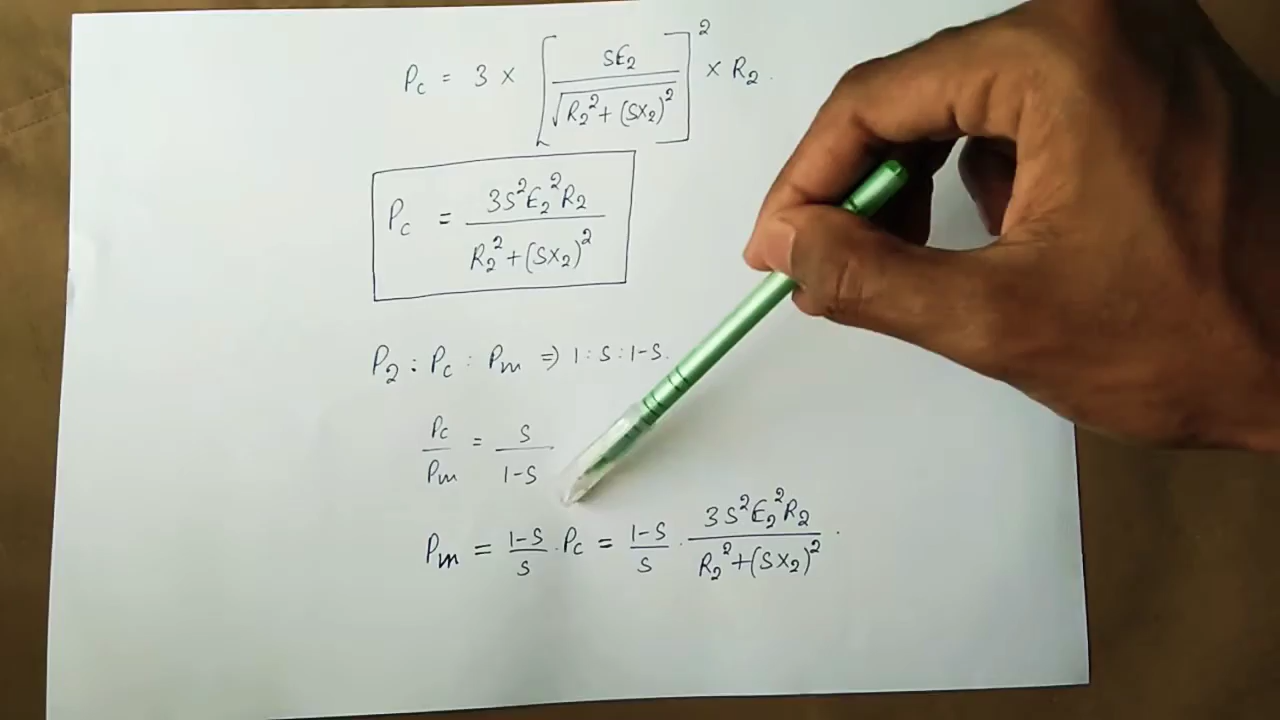 Pc = 3 × [SE₂ / √(R₂² + (SX₂)²)]² × R₂.
Pc = 3S²E₂²R₂ / (R₂² + (SX₂)²)
P₂ : Pc : Pm ⇒ 1 : S : 1-S.
Pc / Pm = S / (1-S)
Pm = (1-S)/S . Pc = (1-S)/S . 3S²E₂²R₂ / (R₂² + (SX₂)²) .